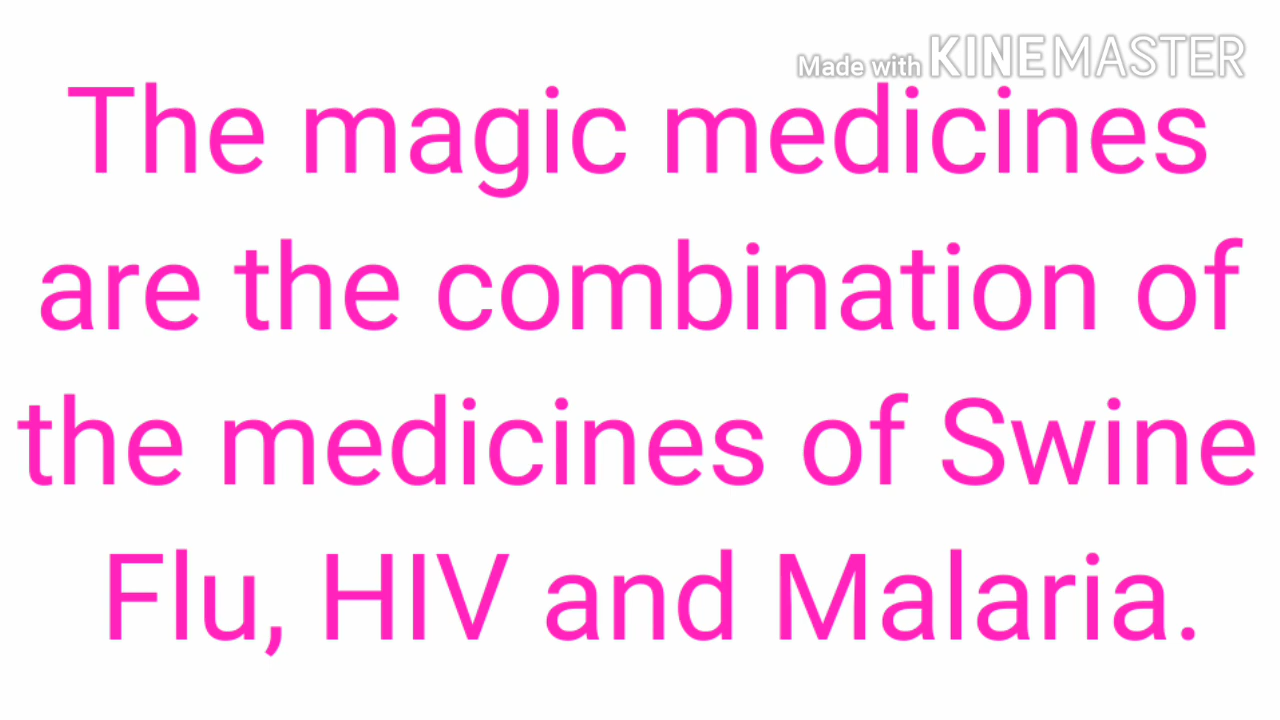 Made with KINEMASTER
The magic medicines
are the combination of
the medicines of Swine
Flu, HIV and Malaria.